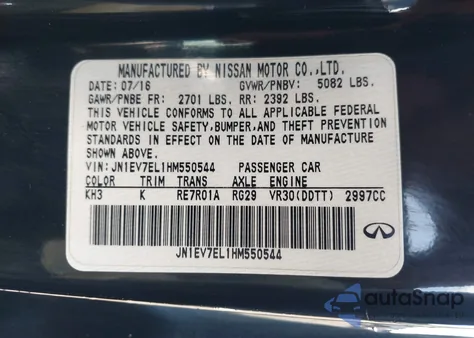 MANUFACTURED BY NISSAN MOTOR CO.,LTD.
DATE: 07/16 GVWR/PNBV: 5082 LBS.
GAWR/PNBE FR: 2701 LBS. RR: 2392 LBS.
THIS VEHICLE CONFORMS TO ALL APPLICABLE FEDERAL
MOTOR VEHICLE SAFETY,BUMPER,AND THEFT PREVENTION
STANDARDS IN EFFECT ON THE DATE OF MANUFACTURE
SHOWN ABOVE.
VIN:JN1EV7EL1HM550544 PASSENGER CAR
COLOR TRIM TRANS AXLE ENGINE
KH3 K RE7R01A RG29 VR30(DDTT) 2997CC
JN1EV7EL1HM550544
autoSnap